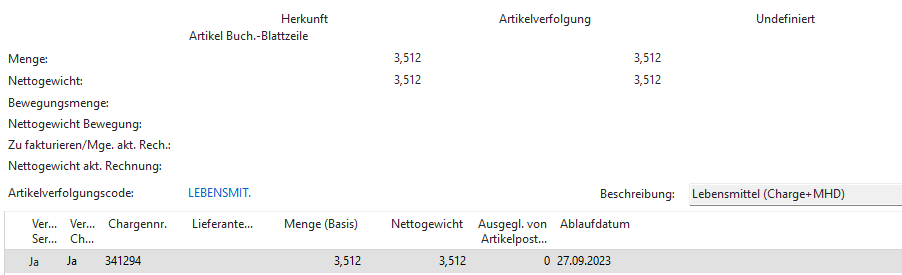 Herkunft Artikelverfolgung Undefiniert
Artikel Buch.-Blattzeile
Menge: 3,512 3,512
Nettogewicht: 3,512 3,512
Bewegungsmenge:
Nettogewicht Bewegung:
Zu fakturieren/Mge. akt. Rech.:
Nettogewicht akt. Rechnung:
Artikelverfolgungscode: LEBENSMIT. Beschreibung: Lebensmittel (Charge+MHD)
Ver... Ver... Chargennr. Lieferante... Menge (Basis) Nettogewicht Ausgegl. von Ablaufdatum
Ser... Ch... Artikelpost...
Ja Ja 341294 3,512 3,512 0 27.09.2023